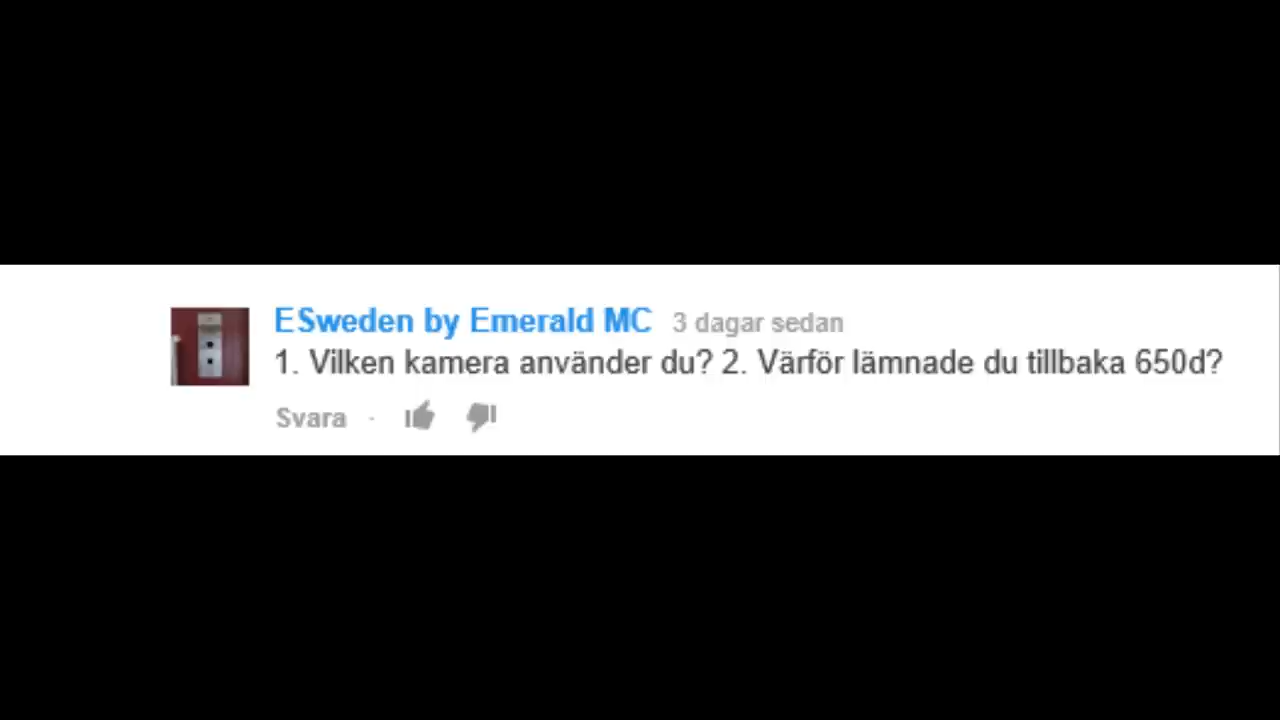 ESweden by Emerald MC 3 dagar sedan
1. Vilken kamera använder du? 2. Värför lämnade du tillbaka 650d?
Svara ·